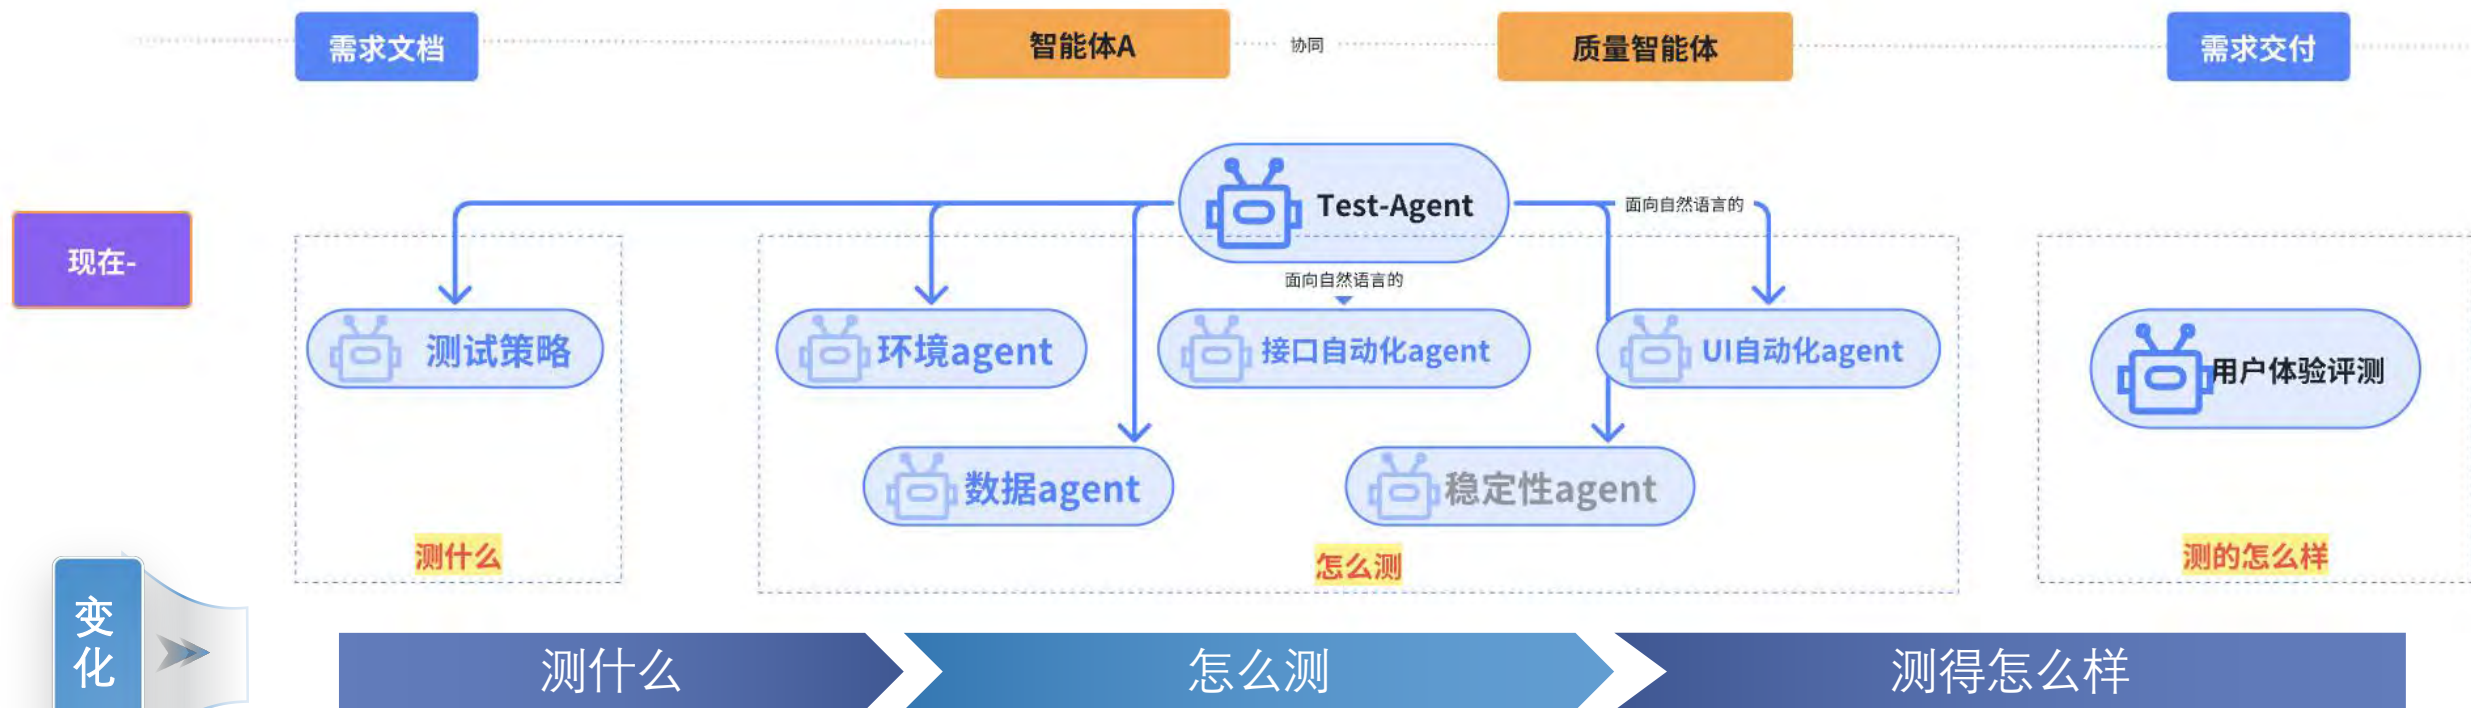 需求文档
智能体A
协同
质量智能体
需求交付
Test-Agent
面向自然语言的
现在-
面向自然语言的
测试策略
环境agent
接口自动化agent
UI自动化agent
用户体验评测
数据agent
稳定性agent
测什么
怎么测
测的怎么样
变
化
测什么
怎么测
测得怎么样